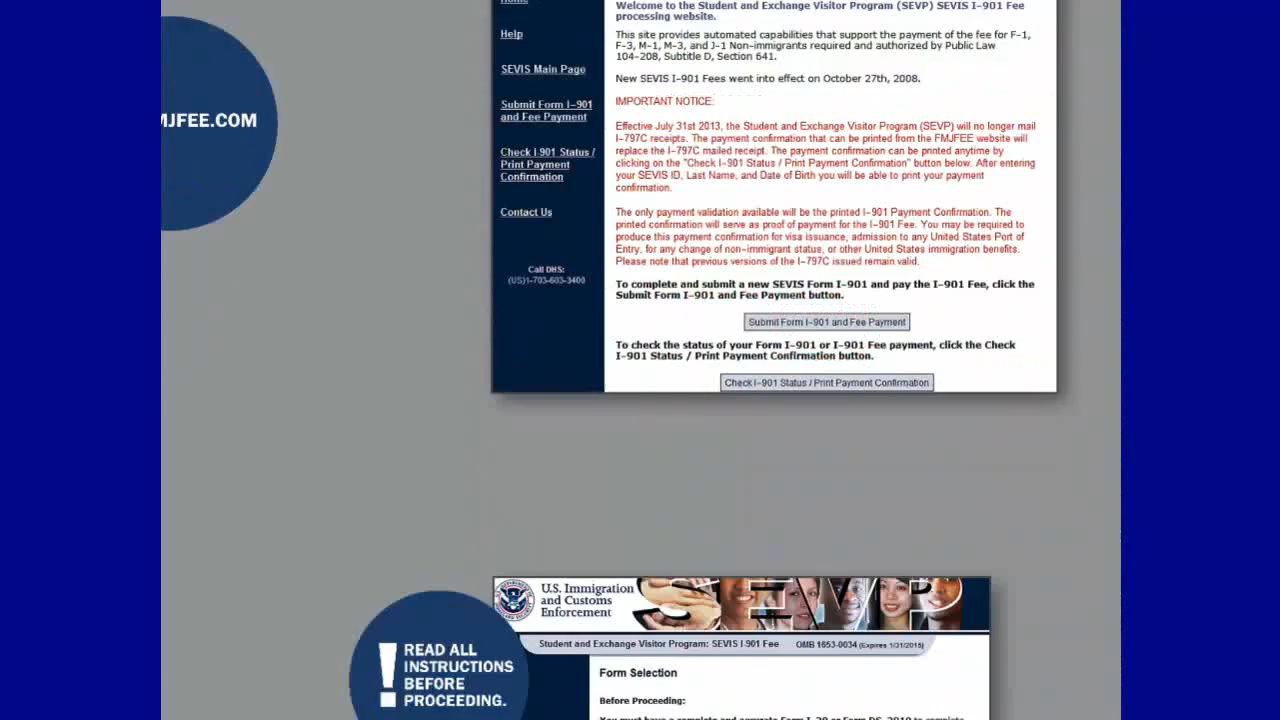 Home
Help
SEVIS Main Page
Submit Form I-901
and Fee Payment
Check I-901 Status /
Print Payment
Confirmation
Contact Us
Call DHS:
(US)1-703-603-3400
MJFEE.COM
Welcome to the Student and Exchange Visitor Program (SEVP) SEVIS I-901 Fee
processing website.
This site provides automated capabilities that support the payment of the fee for F-1,
F-3, M-1, M-3, and J-1 Non-immigrants required and authorized by Public Law
104-208, Subtitle D, Section 641.
New SEVIS I-901 Fees went into effect on October 27th, 2008.
IMPORTANT NOTICE:
Effective July 31st 2013, the Student and Exchange Visitor Program (SEVP) will no longer mail
I-797C receipts. The payment confirmation that can be printed from the FMJFEE website will
replace the I-797C mailed receipt. The payment confirmation can be printed anytime by
clicking on the "Check I-901 Status / Print Payment Confirmation" button below. After entering
your SEVIS ID, Last Name, and Date of Birth you will be able to print your payment
confirmation.
The only payment validation available will be the printed I-901 Payment Confirmation. The
printed confirmation will serve as proof of payment for the I-901 Fee. You may be required to
produce this payment confirmation for visa issuance, admission to any United States Port of
Entry, for any change of non-immigrant status, or other United States immigration benefits.
Please note that previous versions of the I-797C issued remain valid.
To complete and submit a new SEVIS Form I-901 and pay the I-901 Fee, click the
Submit Form I-901 and Fee Payment button.
Submit Form I-901 and Fee Payment
To check the status of your Form I-901 or I-901 Fee payment, click the Check
I-901 Status / Print Payment Confirmation button.
Check I-901 Status / Print Payment Confirmation
U.S. Immigration
and Customs
Enforcement
SEVP
Student and Exchange Visitor Program: SEVIS I-901 Fee OMB 1653-0034 (Expires 1/31/2015)
! READ ALL
INSTRUCTIONS
BEFORE
PROCEEDING.
Form Selection
Before Proceeding:
You must have a complete and accurate Form I-20 or Form DS-2019 to complete